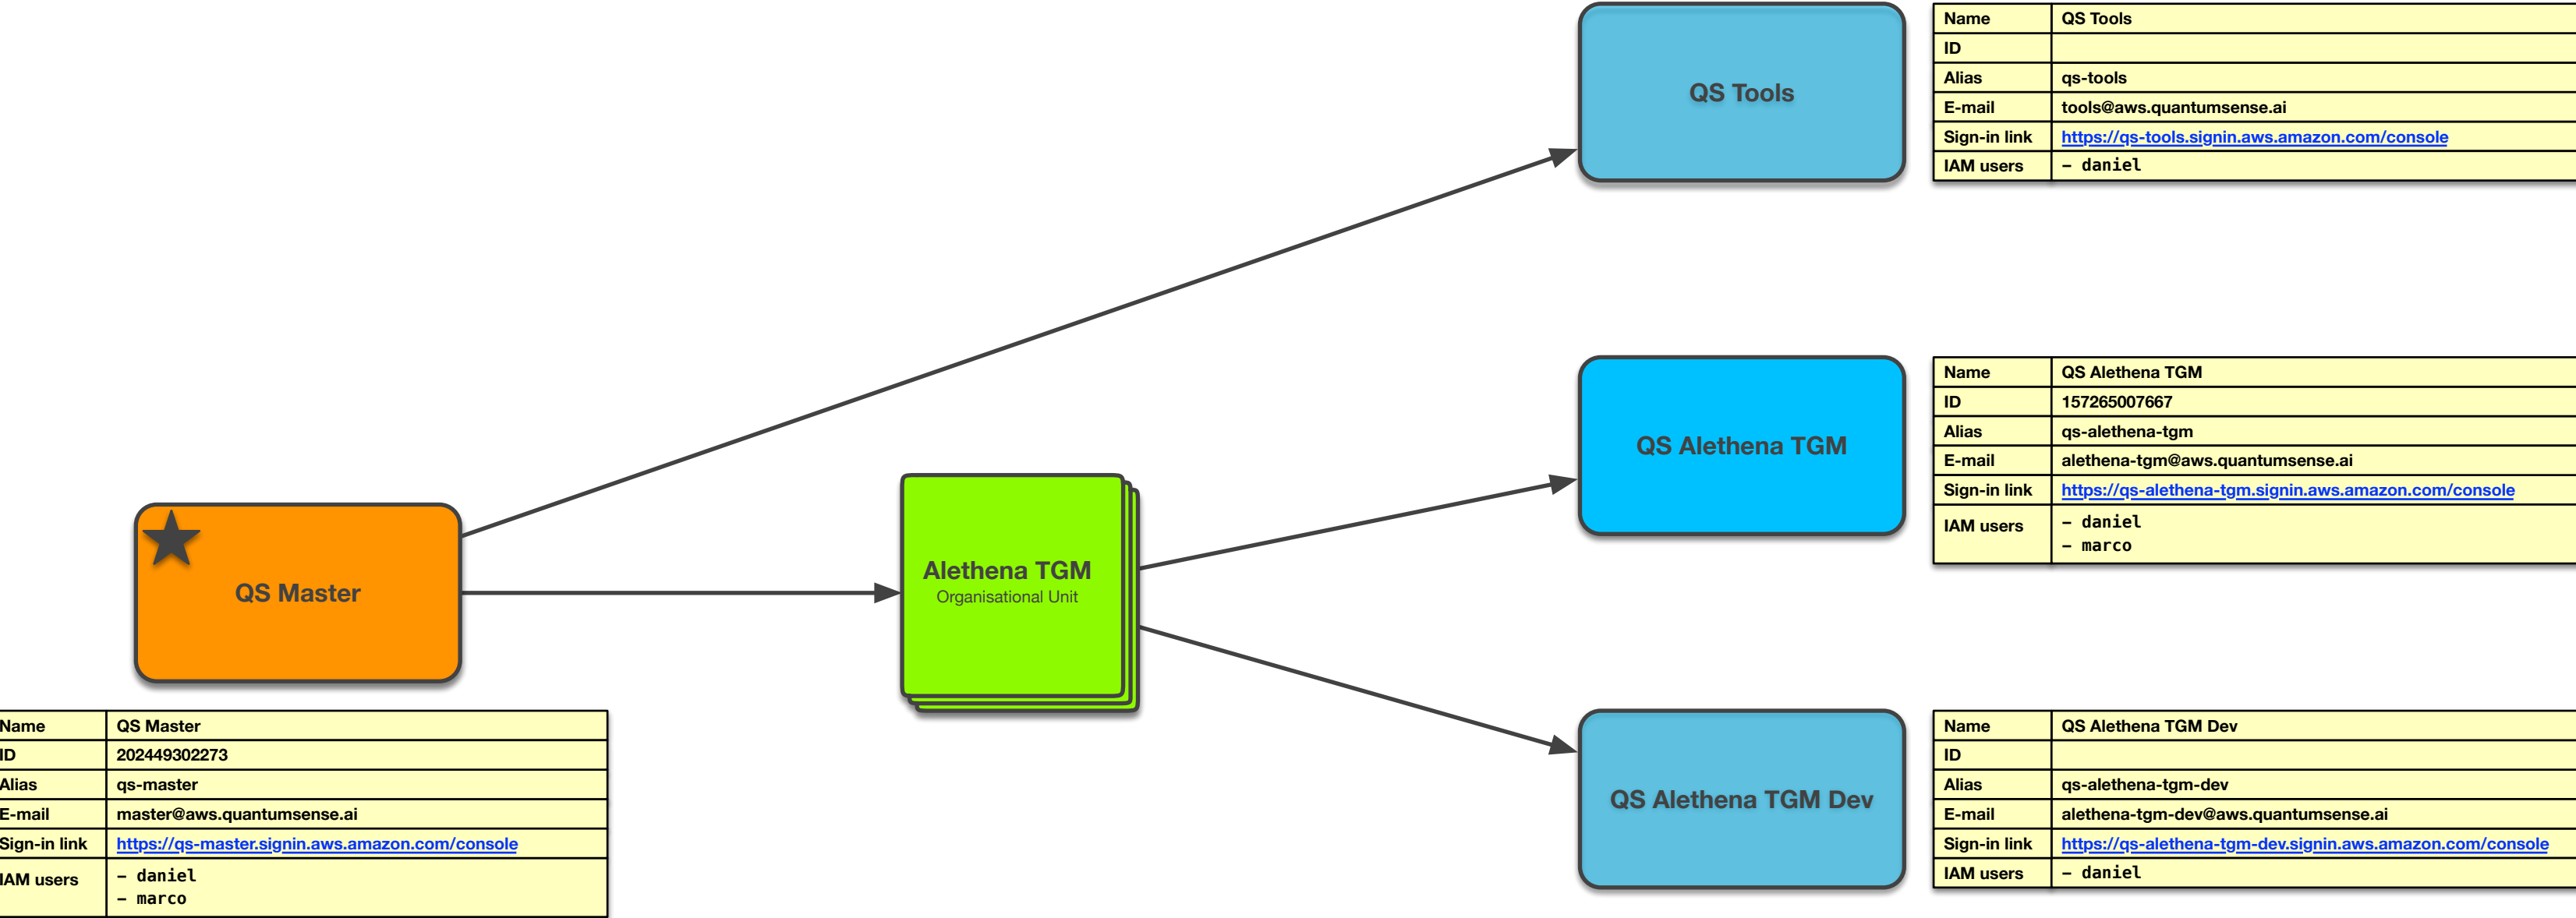 QS Tools
Name QS Tools
ID
Alias qs-tools
E-mail tools@aws.quantumsense.ai
Sign-in link https://qs-tools.signin.aws.amazon.com/console
IAM users – daniel
QS Alethena TGM
Name QS Alethena TGM
ID 157265007667
Alias qs-alethena-tgm
E-mail alethena-tgm@aws.quantumsense.ai
Sign-in link https://qs-alethena-tgm.signin.aws.amazon.com/console
IAM users – daniel
– marco
QS Master
Alethena TGM
Organisational Unit
Name QS Master
ID 202449302273
Alias qs-master
E-mail master@aws.quantumsense.ai
Sign-in link https://qs-master.signin.aws.amazon.com/console
IAM users – daniel
– marco
QS Alethena TGM Dev
Name QS Alethena TGM Dev
ID
Alias qs-alethena-tgm-dev
E-mail alethena-tgm-dev@aws.quantumsense.ai
Sign-in link https://qs-alethena-tgm-dev.signin.aws.amazon.com/console
IAM users – daniel